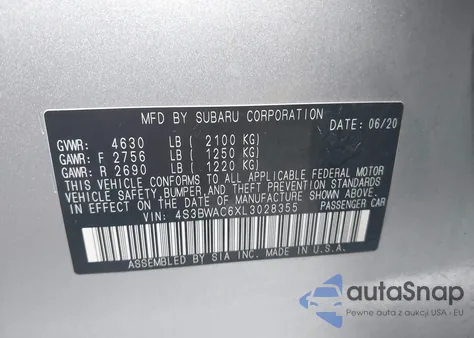 MFD BY SUBARU CORPORATION
DATE: 06/20
GVWR: 4630 LB ( 2100 KG)
GAWR: F 2756 LB ( 1250 KG)
GAWR: R 2690 LB ( 1220 KG)
THIS VEHICLE CONFORMS TO ALL APPLICABLE FEDERAL MOTOR
VEHICLE SAFETY, BUMPER, AND THEFT PREVENTION STANDARDS
IN EFFECT ON THE DATE OF MANUFACTURE SHOWN ABOVE.
VIN: 4S3BWAC6XL3028355 PASSENGER CAR
ASSEMBLED BY SIA INC. MADE IN U.S.A.
autoSnap
Pewne auta z aukcji USA i EU